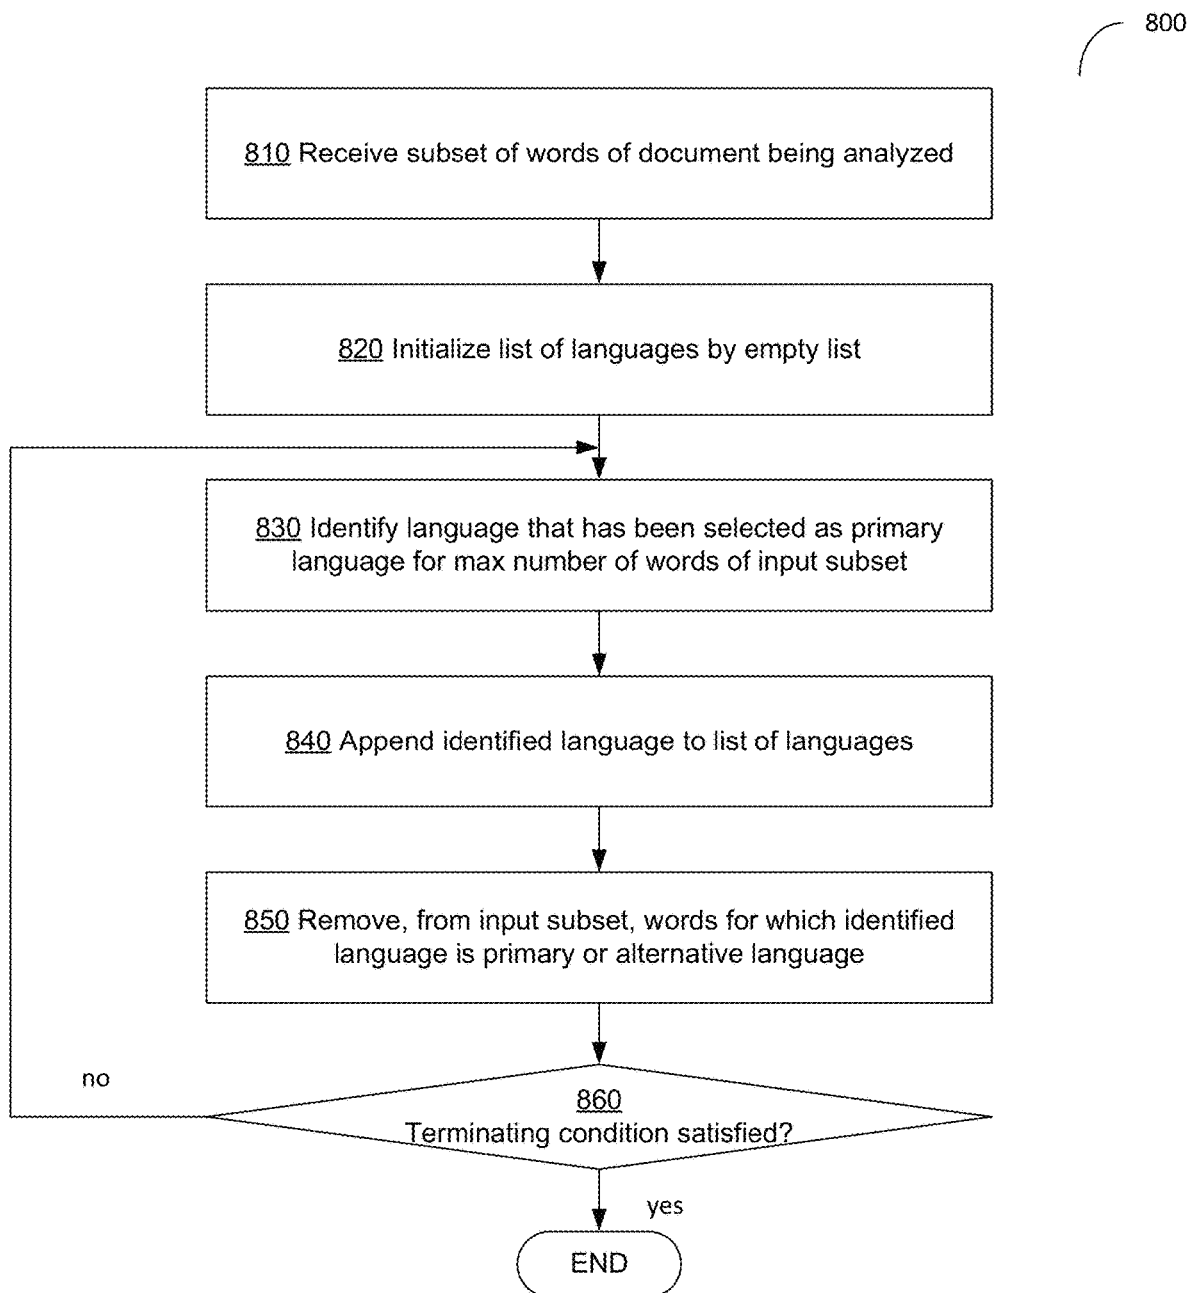 800
810 Receive subset of words of document being analyzed
820 Initialize list of languages by empty list
830 Identify language that has been selected as primary
language for max number of words of input subset
840 Append identified language to list of languages
850 Remove, from input subset, words for which identified
language is primary or alternative language
no
860
Terminating condition satisfied?
yes
END